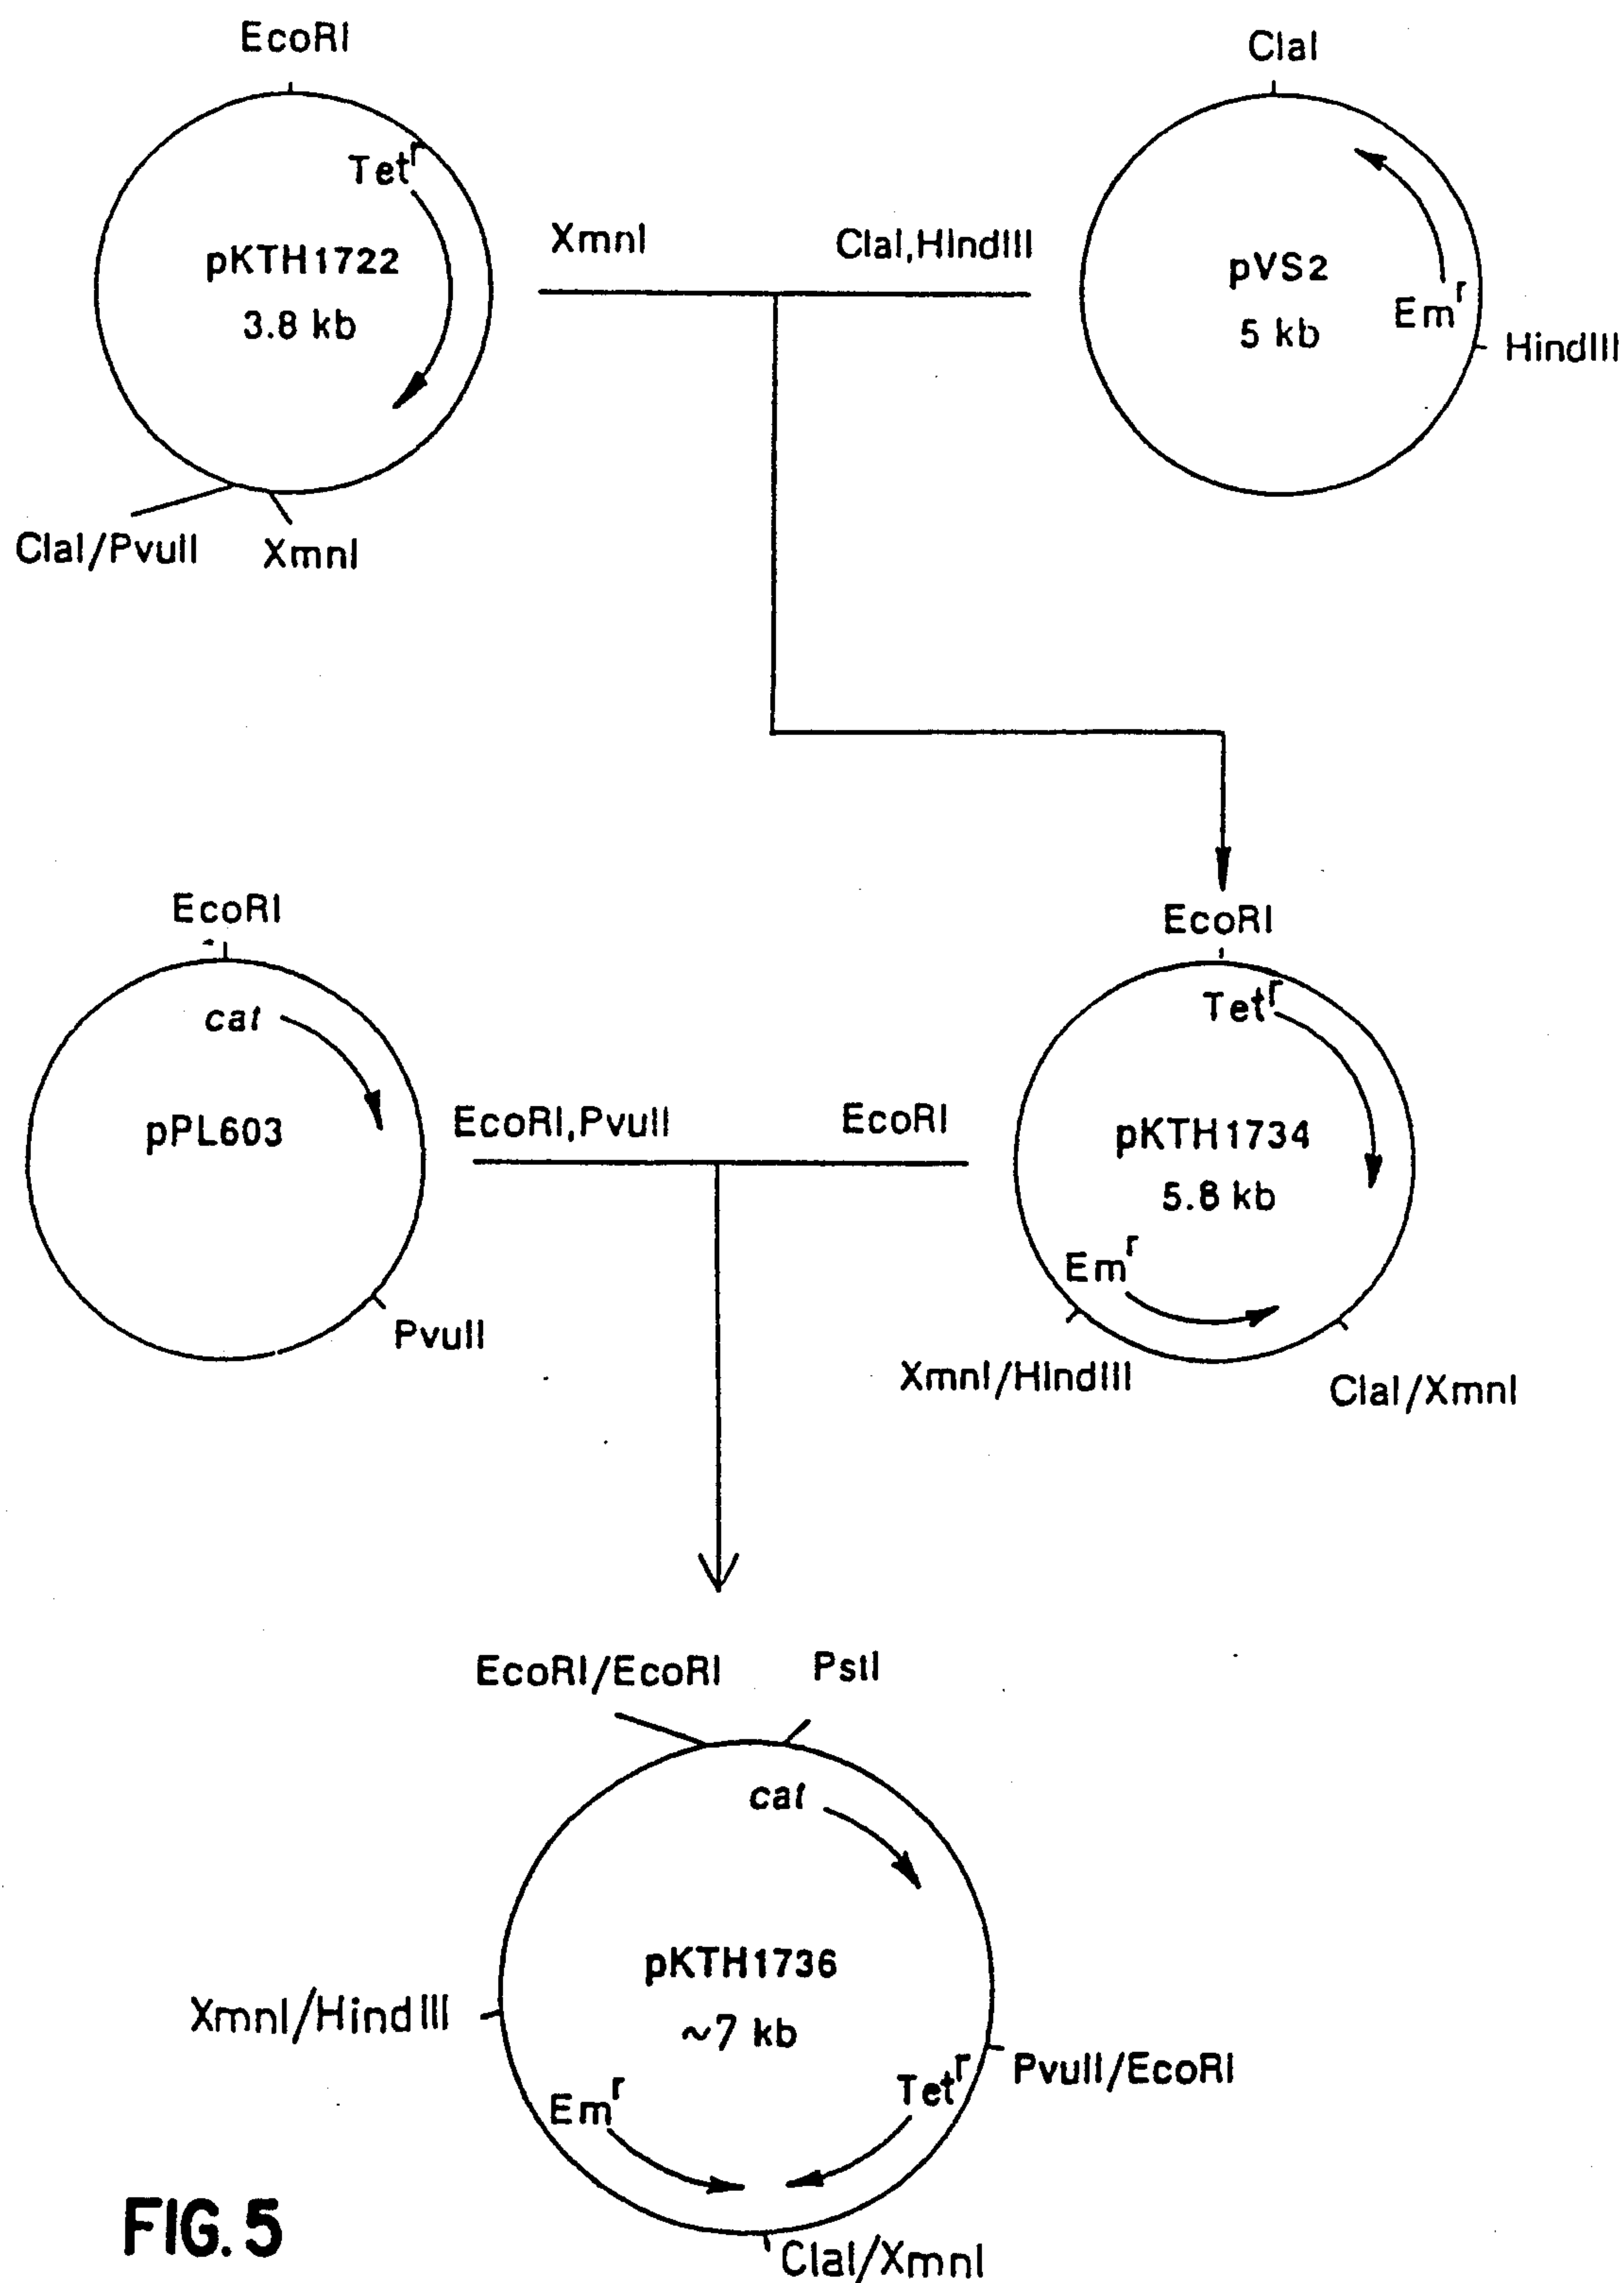 EcoRI
ClaI
Tet^r
XmnI
ClaI,HindIII
pKTH1722
3.8 kb
pVS2
5 kb
Em^r
HindIII
ClaI/PvuII
XmnI
EcoRI
EcoRI
cat
Tet^r
pPL603
EcoRI,PvuII
EcoRI
pKTH1734
5.8 kb
Em^r
PvuII
XmnI/HindIII
ClaI/XmnI
EcoRI/EcoRI
PstI
cat
pKTH1736
~7 kb
XmnI/HindIII
PvuII/EcoRI
Em^r
Tet^r
FIG. 5
ClaI/XmnI